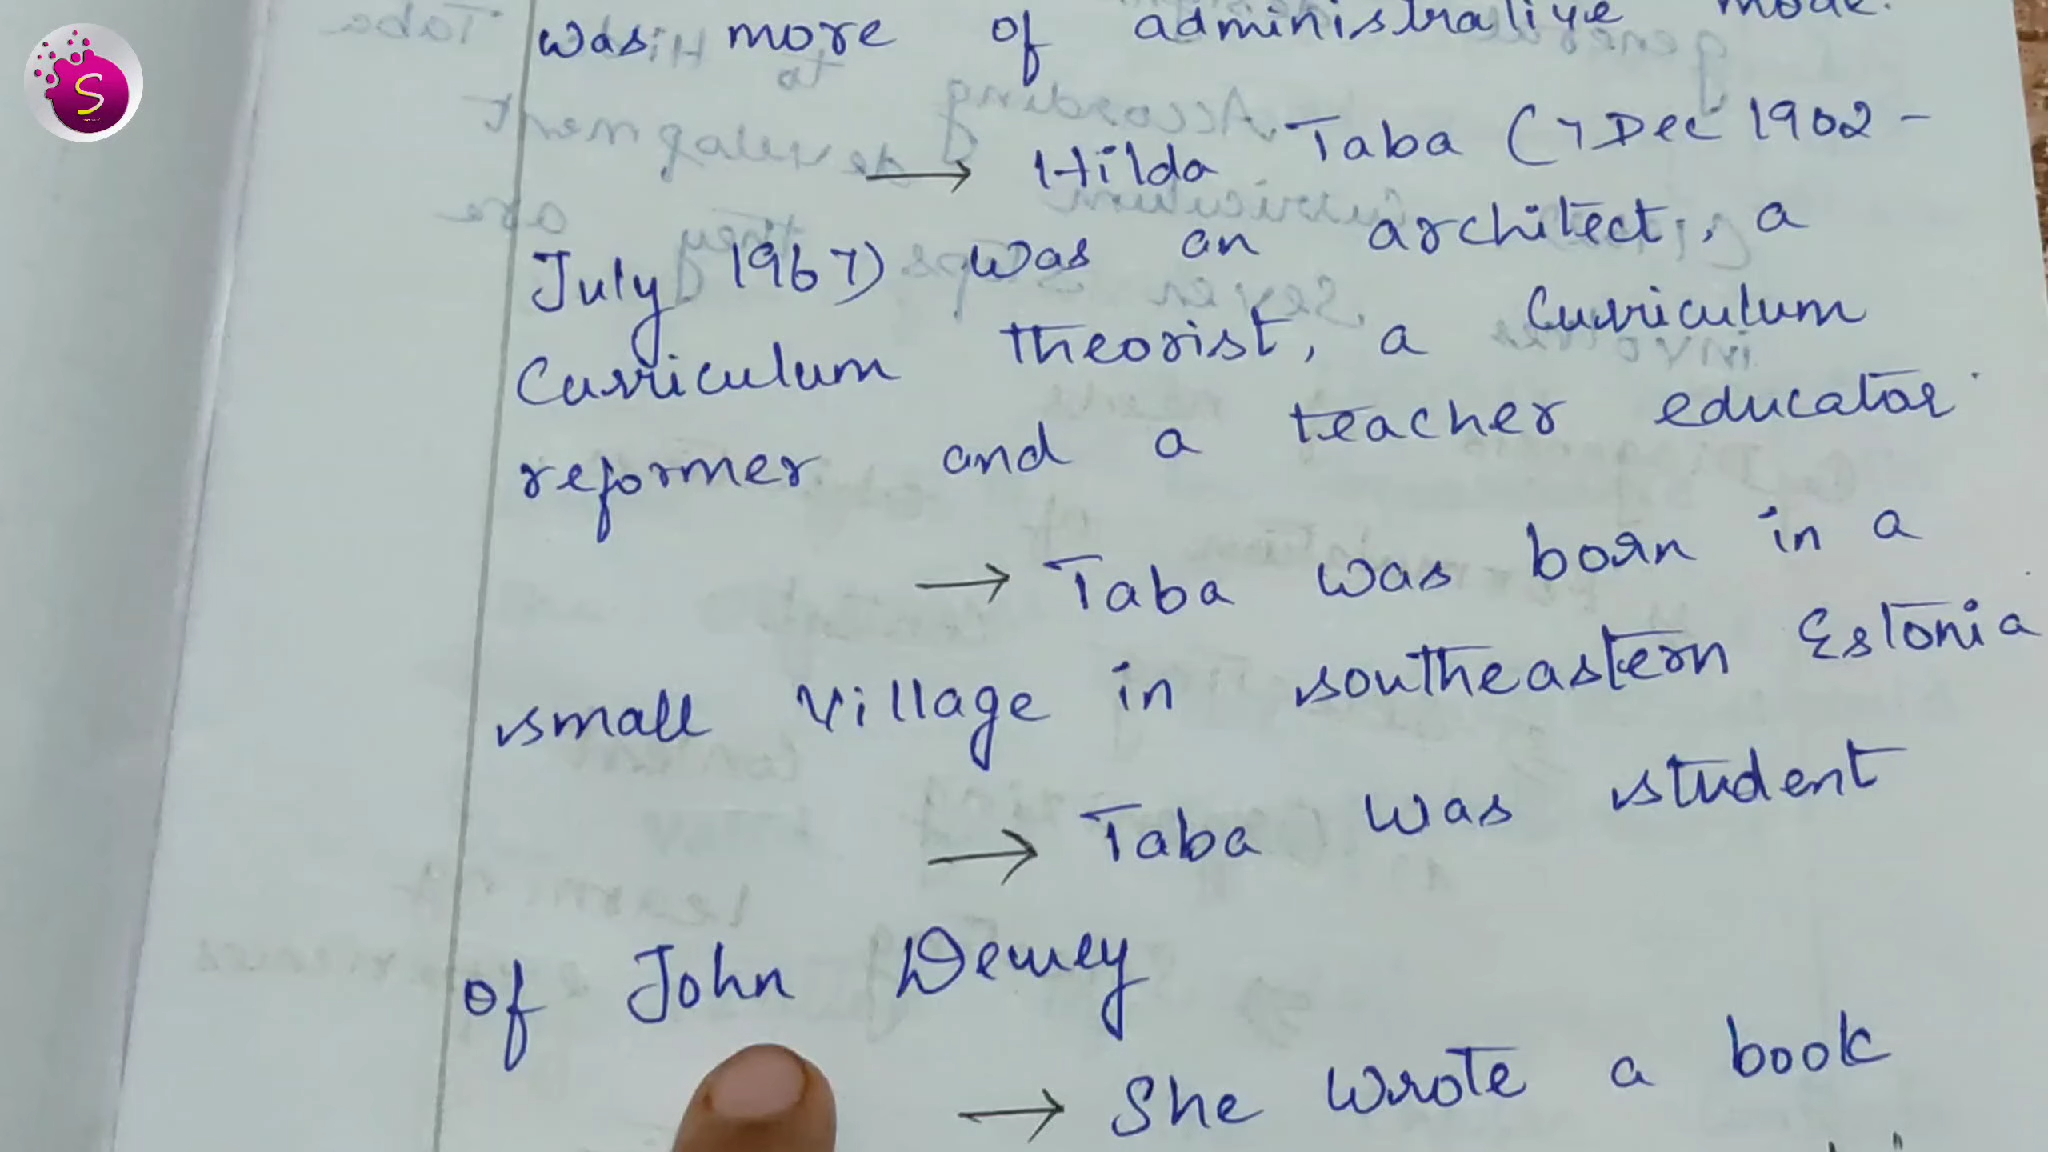 S
was more of administrative mode.
→ Hilda Taba (7 Dec 1902 -
July 1967) was an architect, a
Curriculum theorist, a Curriculum
reformer and a teacher educator
→ Taba was born in a
small village in southeastern Estonia
→ Taba was student
of John Dewey
→ She wrote a book